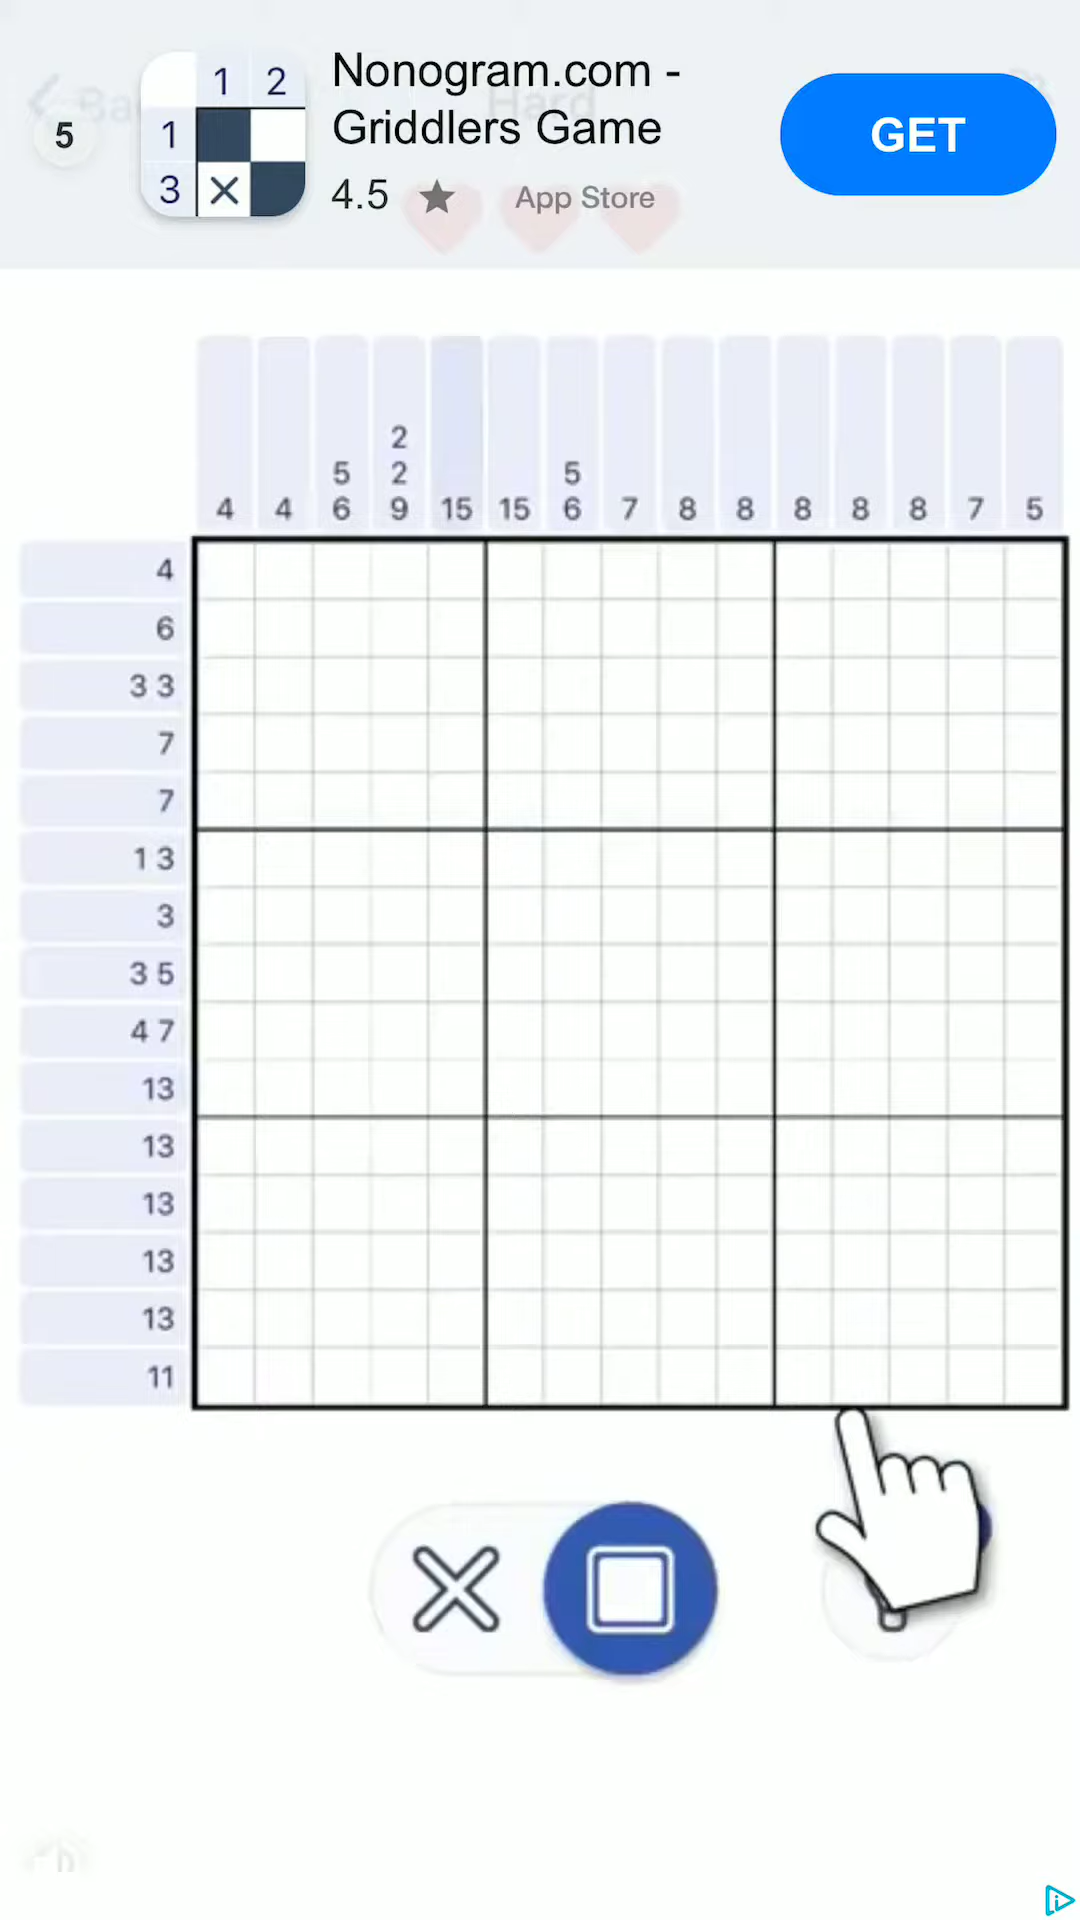 Nonogram.com -
Griddlers Game
GET
5
1 2
1
3
4.5 ★ App Store
Hard
2
5 2 5
4 4 6 9 15 15 6 7 8 8 8 8 8 7 5
4
6
3 3
7
7
1 3
3
3 5
4 7
13
13
13
13
13
11